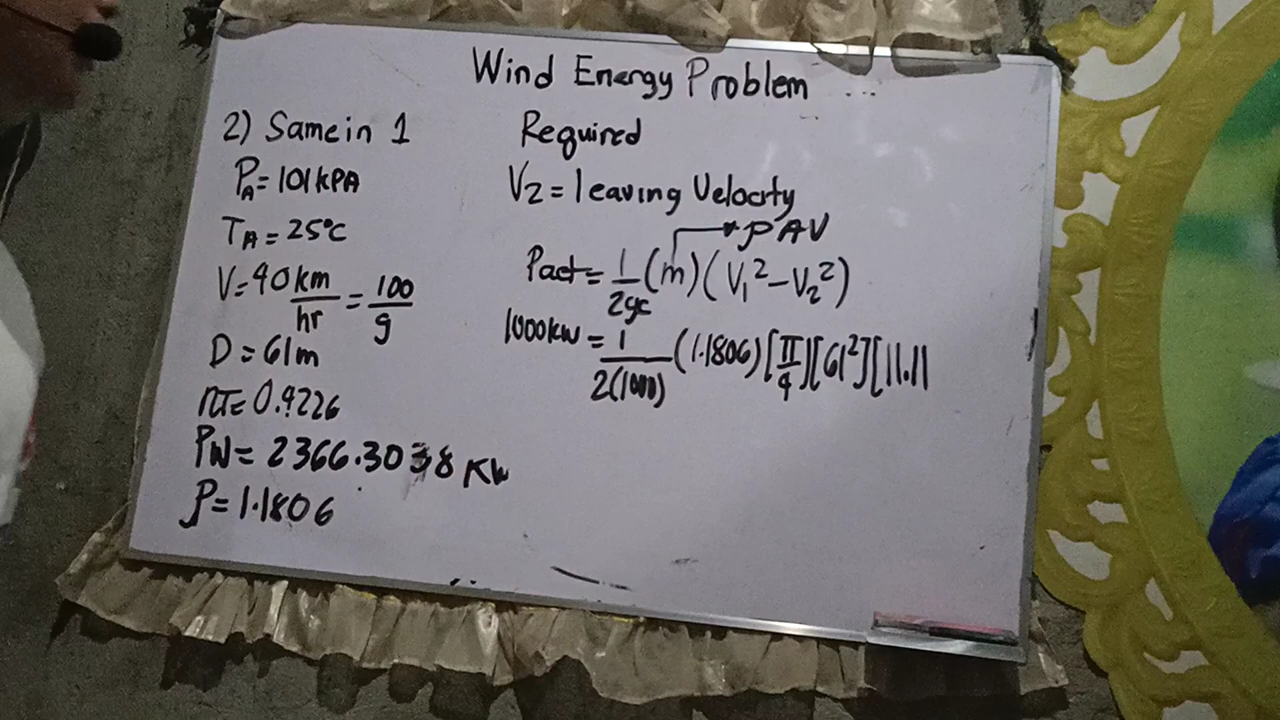 Wind Energy Problem
2) Same in 1
PA = 101 kPA
TA = 25°C
V = 40 km/hr = 100/9
D = 61m
nT = 0.4226
PW = 2366.3038 KW
ρ = 1.1806
Required
V2 = leaving Velocity
→ ρAV
Pact = 1/2gc (m) (V1² - V2²)
1000kW = 1/2(1000) (1.1806) [π/4] [61²] [11.11